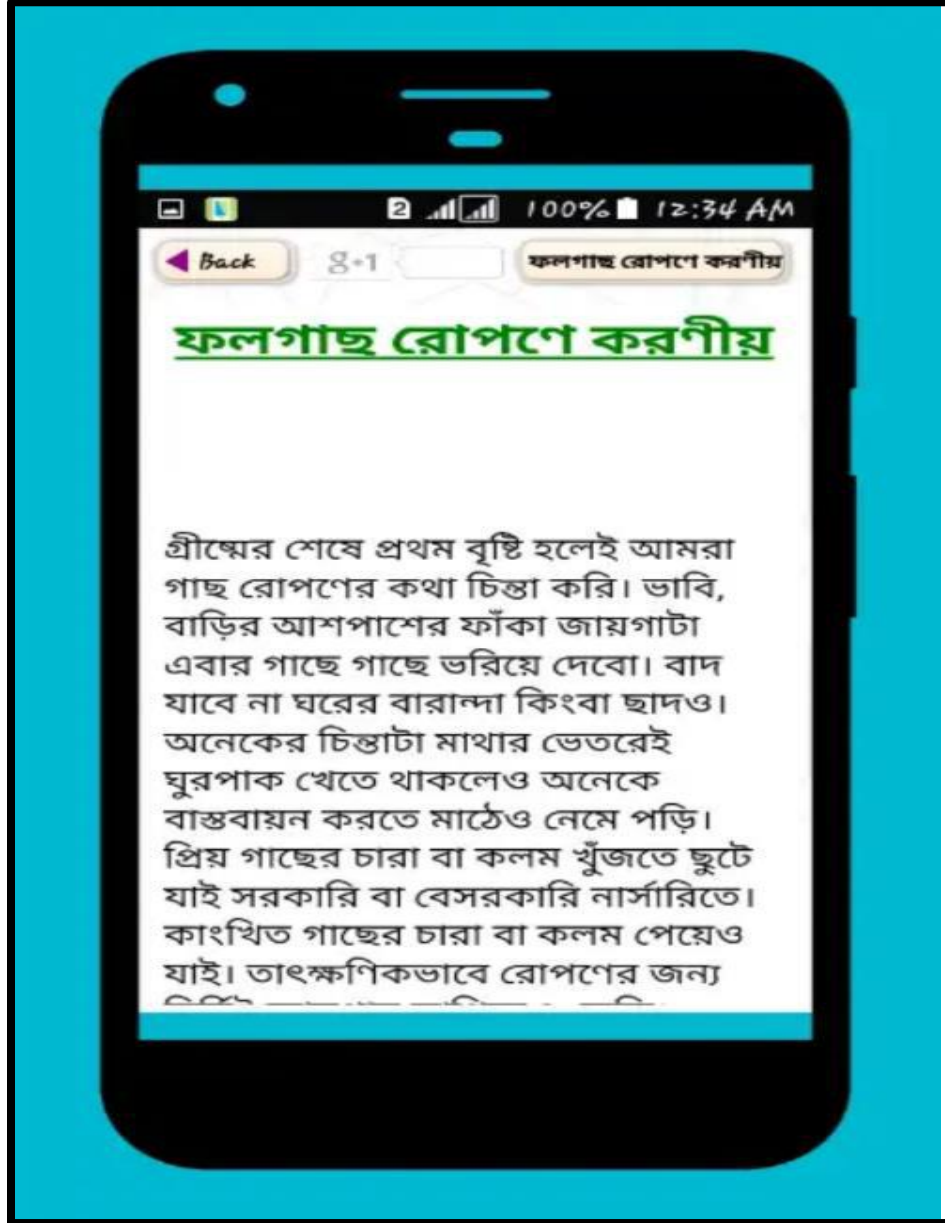 2 100% 12:34 AM
Back g+1 ফলগাছ রোপণে করণীয়
ফলগাছ রোপণে করণীয়
গ্রীষ্মের শেষে প্রথম বৃষ্টি হলেই আমরা
গাছ রোপণের কথা চিন্তা করি। ভাবি,
বাড়ির আশপাশের ফাঁকা জায়গাটা
এবার গাছে গাছে ভরিয়ে দেবো। বাদ
যাবে না ঘরের বারান্দা কিংবা ছাদও।
অনেকের চিন্তাটা মাথার ভেতরেই
ঘুরপাক খেতে থাকলেও অনেকে
বাস্তবায়ন করতে মাঠেও নেমে পড়ি।
প্রিয় গাছের চারা বা কলম খুঁজতে ছুটে
যাই সরকারি বা বেসরকারি নার্সারিতে।
কাংখিত গাছের চারা বা কলম পেয়েও
যাই। তাৎক্ষণিকভাবে রোপণের জন্য